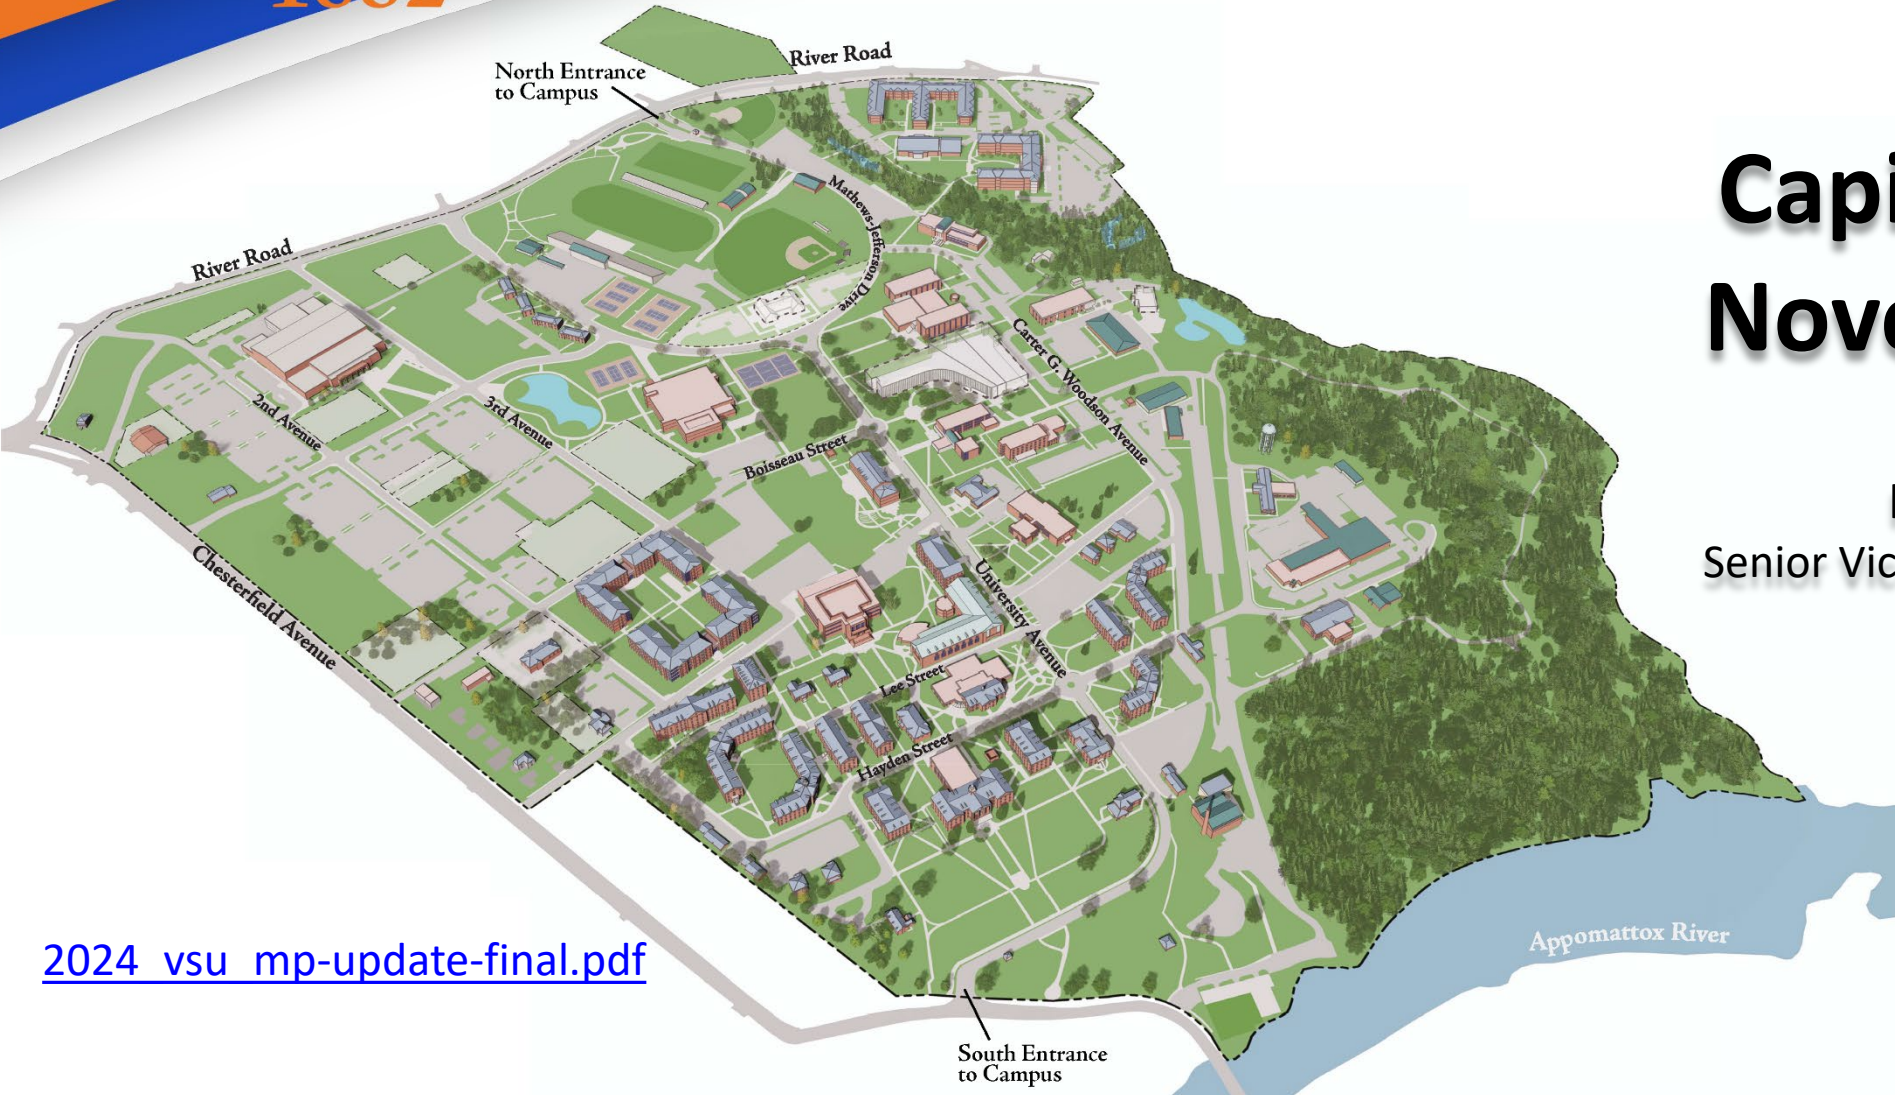 North Entrance
to Campus
River Road
River Road
Mathews-Jefferson Drive
Carter G. Woodson Avenue
2nd Avenue
3rd Avenue
Boisseau Street
Chesterfield Avenue
University Avenue
Lee Street
Hayden Street
Appomattox River
South Entrance
to Campus
2024_vsu_mp-update-final.pdf
Capi
Nove
Senior Vic